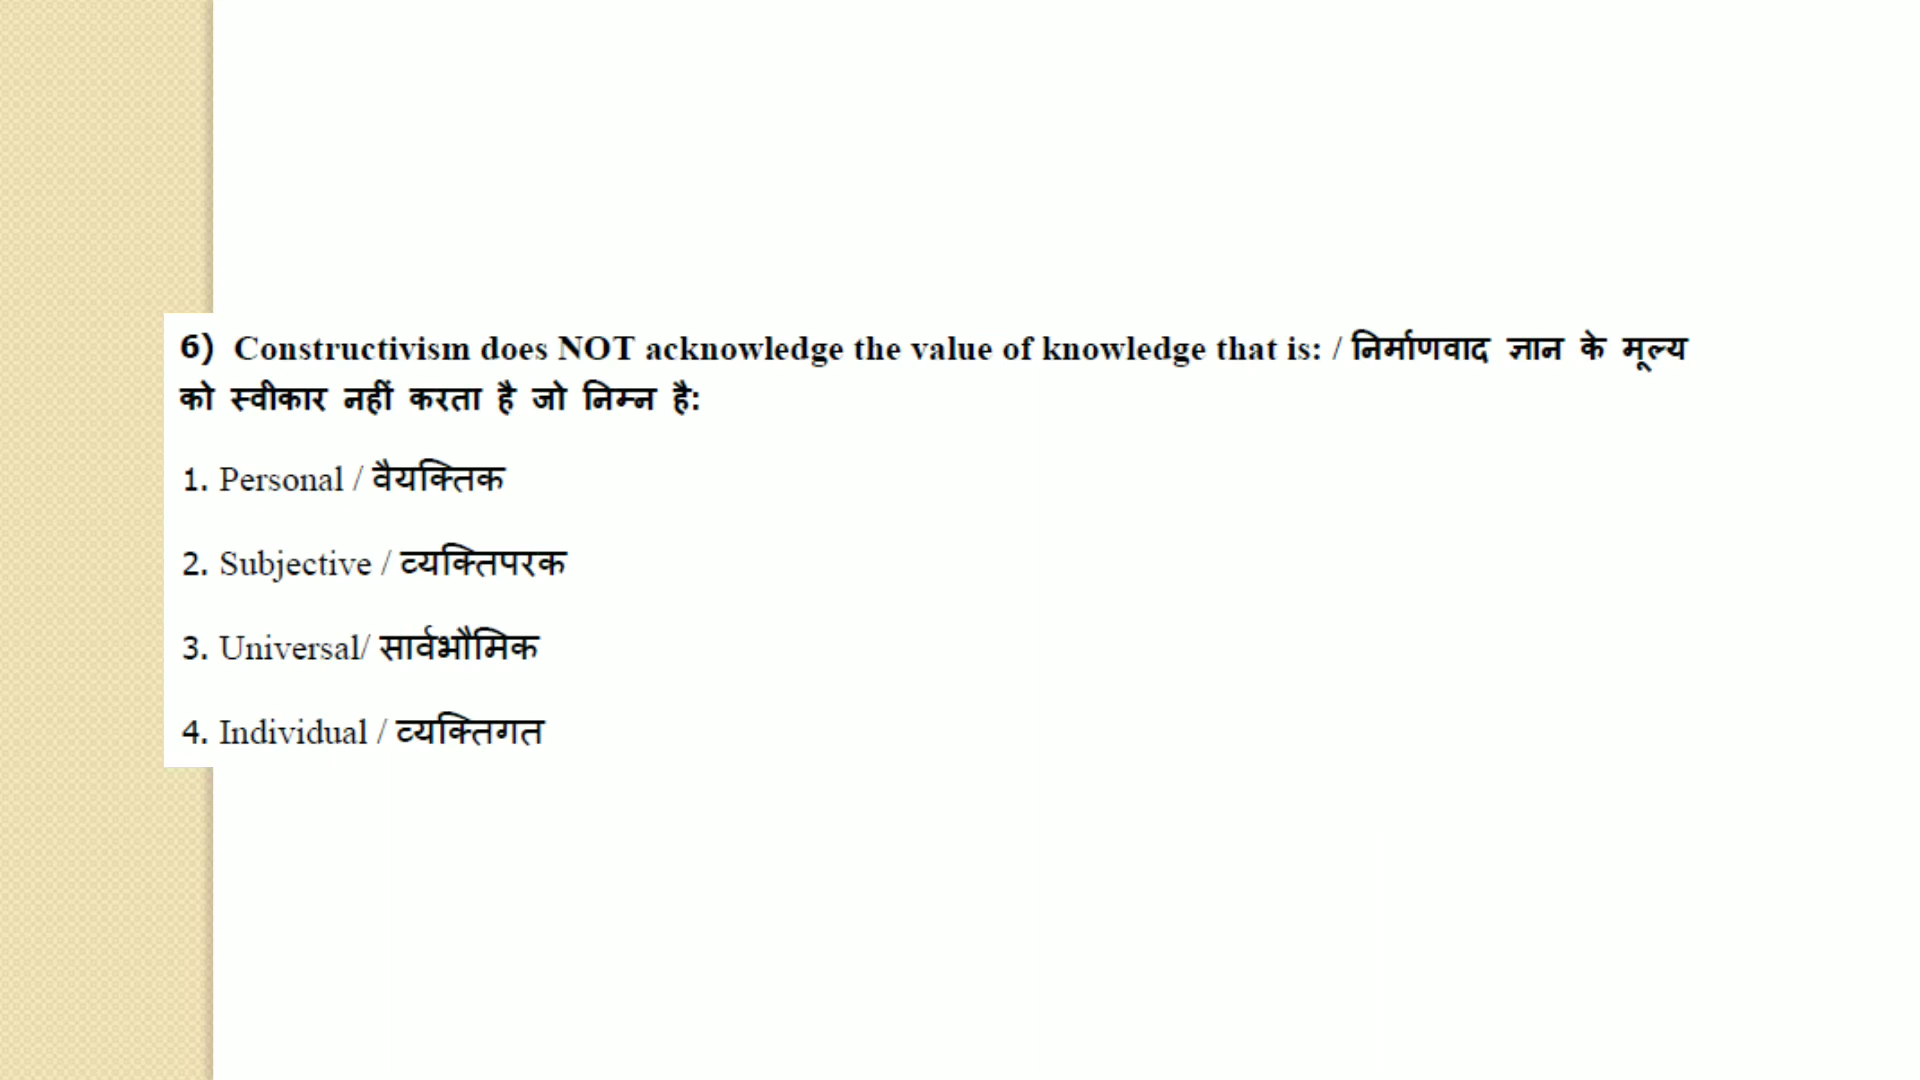 6) Constructivism does NOT acknowledge the value of knowledge that is: / निर्माणवाद ज्ञान के मूल्य
को स्वीकार नहीं करता है जो निम्न है:
1. Personal / वैयक्तिक
2. Subjective / व्यक्तिपरक
3. Universal/ सार्वभौमिक
4. Individual / व्यक्तिगत